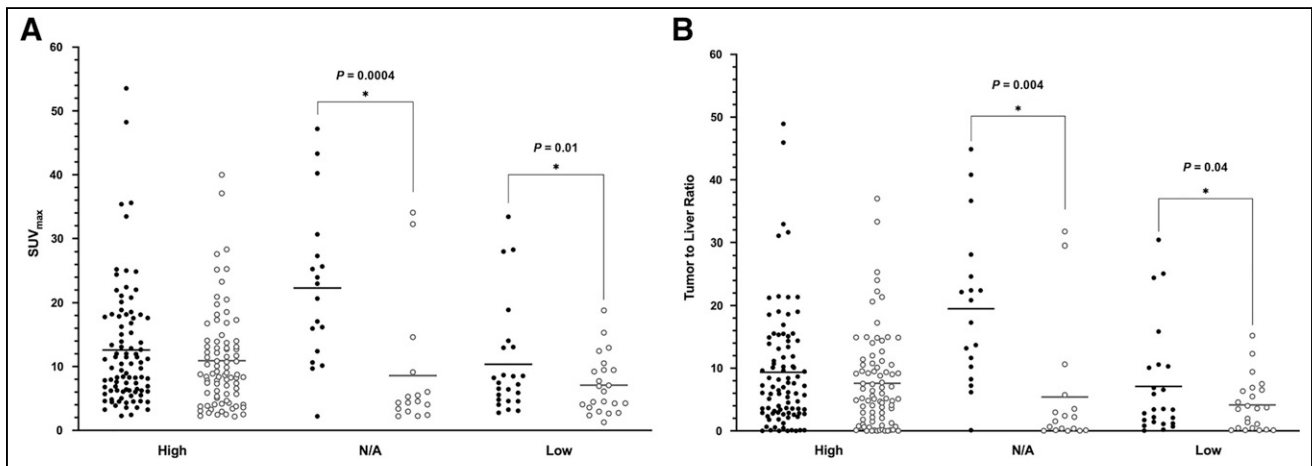 A
60
50
40
30
20
10
0
SUVmax
P = 0.0004
*
P = 0.01
*
High
N/A
Low
B
60
50
40
30
20
10
0
Tumor to Liver Ratio
P = 0.004
*
P = 0.04
*
High
N/A
Low